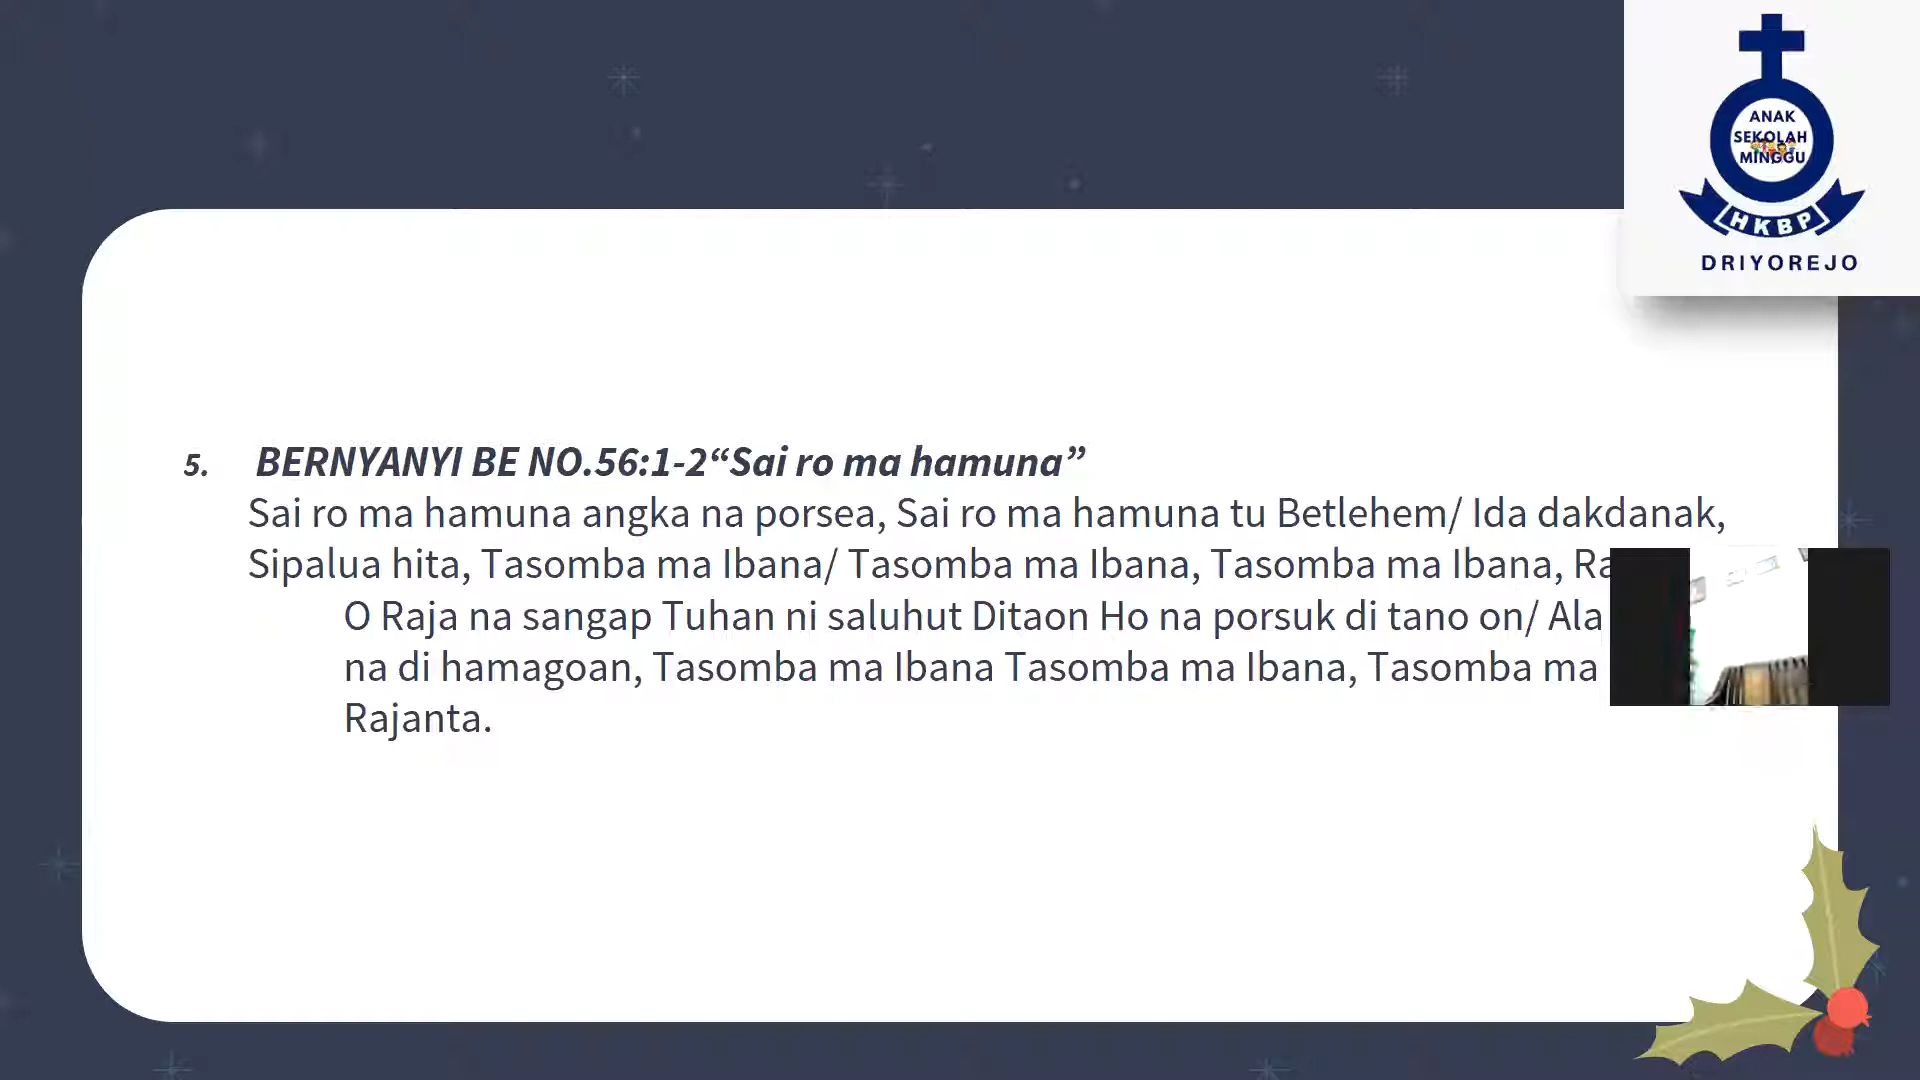 ANAK
SEKOLAH
MINGGU
HKBP
DRIYOREJO
5. BERNYANYI BE NO.56:1-2“Sai ro ma hamuna”
Sai ro ma hamuna angka na porsea, Sai ro ma hamuna tu Betlehem/ Ida dakdanak,
Sipalua hita, Tasomba ma Ibana/ Tasomba ma Ibana, Tasomba ma Ibana,
O Raja na sangap Tuhan ni saluhut Ditaon Ho na porsuk di tano on/ Ala
na di hamagoan, Tasomba ma Ibana Tasomba ma Ibana, Tasomba ma
Rajanta.